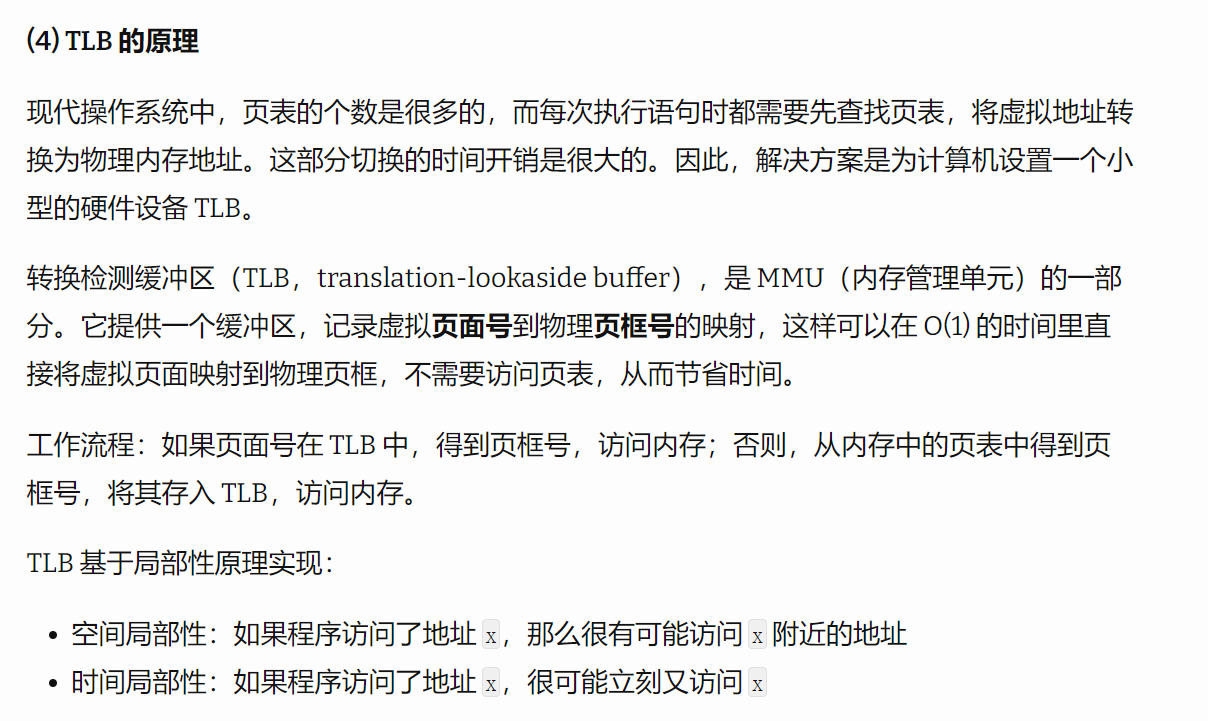 (4) TLB 的原理
现代操作系统中，页表的个数是很多的，而每次执行语句时都需要先查找页表，将虚拟地址转
换为物理内存地址。这部分切换的时间开销是很大的。因此，解决方案是为计算机设置一个小
型的硬件设备 TLB。
转换检测缓冲区（TLB，translation-lookaside buffer），是 MMU（内存管理单元）的一部
分。它提供一个缓冲区，记录虚拟页面号到物理页框号的映射，这样可以在 O(1) 的时间里直
接将虚拟页面映射到物理页框，不需要访问页表，从而节省时间。
工作流程：如果页面号在 TLB 中，得到页框号，访问内存；否则，从内存中的页表中得到页
框号，将其存入 TLB，访问内存。
TLB 基于局部性原理实现：
• 空间局部性：如果程序访问了地址 x，那么很有可能访问 x 附近的地址
• 时间局部性：如果程序访问了地址 x，很可能立刻又访问 x